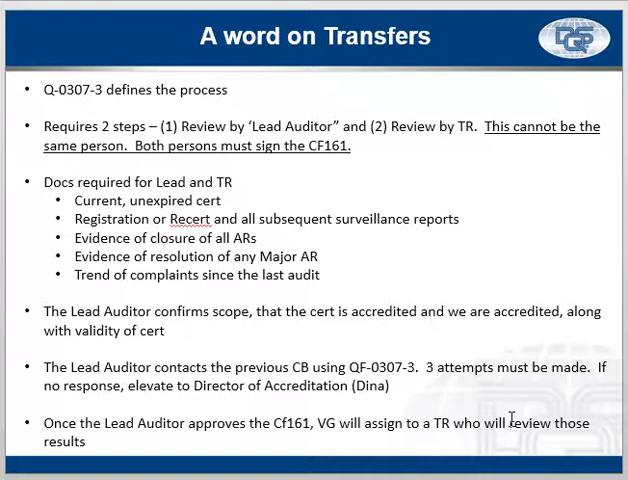 A word on Transfers
DQS
• Q-0307-3 defines the process
• Requires 2 steps – (1) Review by ‘Lead Auditor” and (2) Review by TR. This cannot be the
same person. Both persons must sign the CF161.
• Docs required for Lead and TR
• Current, unexpired cert
• Registration or Recert and all subsequent surveillance reports
• Evidence of closure of all ARs
• Evidence of resolution of any Major AR
• Trend of complaints since the last audit
• The Lead Auditor confirms scope, that the cert is accredited and we are accredited, along
with validity of cert
• The Lead Auditor contacts the previous CB using QF-0307-3. 3 attempts must be made. If
no response, elevate to Director of Accreditation (Dina)
• Once the Lead Auditor approves the Cf161, VG will assign to a TR who will review those
results